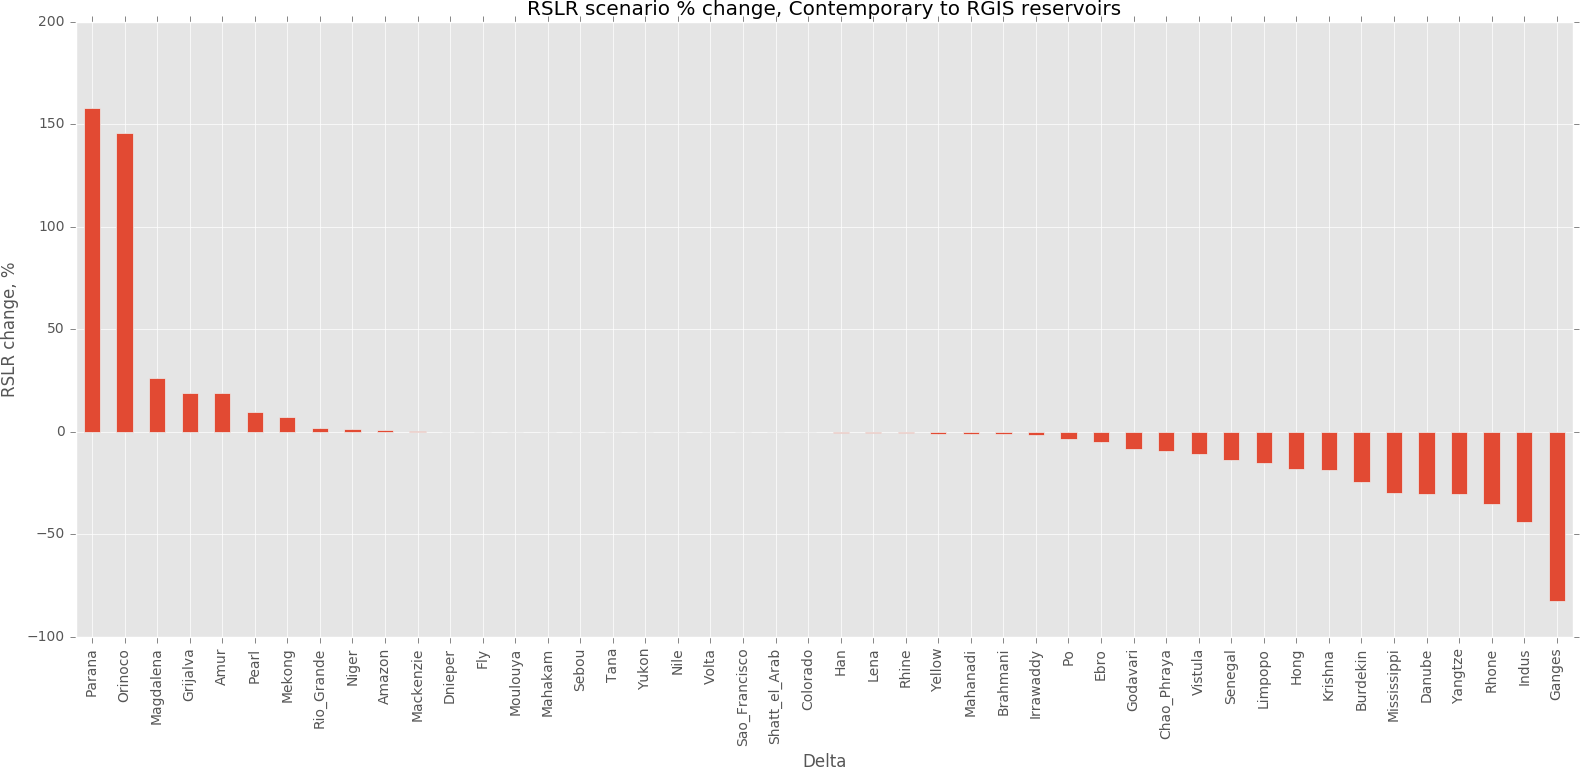 RSLR scenario % change, Contemporary to RGIS reservoirs
200
150
100
50
0
−50
−100
RSLR change, %
Parana
Orinoco
Magdalena
Grijalva
Amur
Pearl
Mekong
Rio_Grande
Niger
Amazon
Mackenzie
Dnieper
Fly
Moulouya
Mahakam
Sebou
Tana
Yukon
Nile
Volta
Sao_Francisco
Shatt_el_Arab
Colorado
Han
Lena
Rhine
Yellow
Mahanadi
Brahmani
Irrawaddy
Po
Ebro
Godavari
Chao_Phraya
Vistula
Senegal
Limpopo
Hong
Krishna
Burdekin
Mississippi
Danube
Yangtze
Rhone
Indus
Ganges
Delta